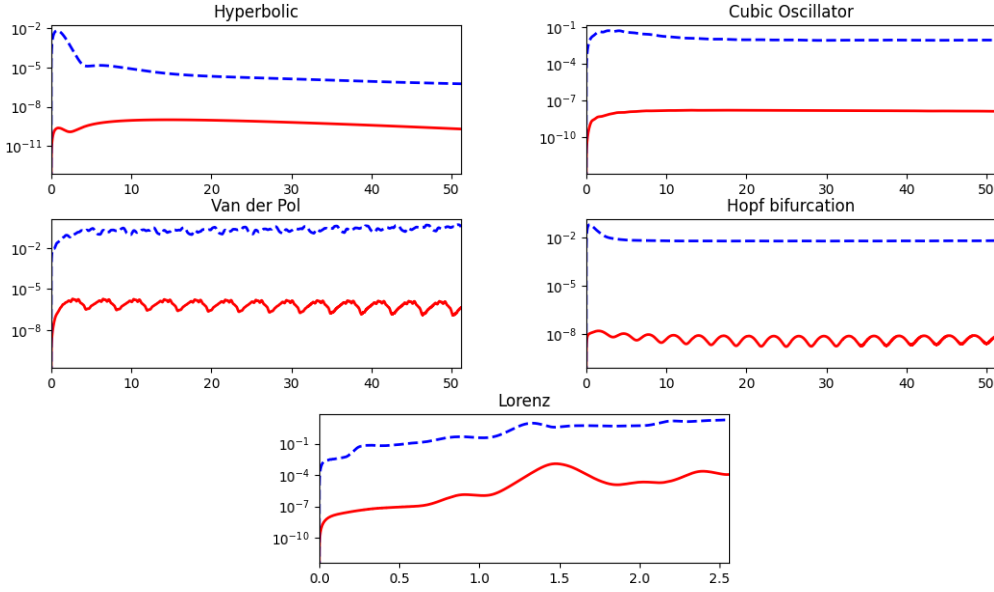 Hyperbolic
10⁻²
10⁻⁵
10⁻⁸
10⁻¹¹
0 10 20 30 40 50
Cubic Oscillator
10⁻¹
10⁻⁴
10⁻⁷
10⁻¹⁰
0 10 20 30 40 50
Van der Pol
10⁻²
10⁻⁵
10⁻⁸
0 10 20 30 40 50
Hopf bifurcation
10⁻²
10⁻⁵
10⁻⁸
0 10 20 30 40 50
Lorenz
10⁻¹
10⁻⁴
10⁻⁷
10⁻¹⁰
0.0 0.5 1.0 1.5 2.0 2.5